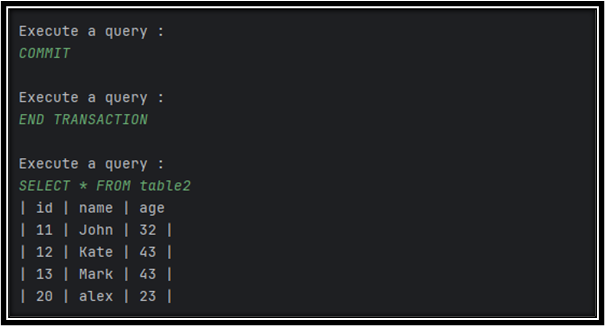 Execute a query :
COMMIT
Execute a query :
END TRANSACTION
Execute a query :
SELECT * FROM table2
| id | name | age
| 11 | John | 32 |
| 12 | Kate | 43 |
| 13 | Mark | 43 |
| 20 | alex | 23 |